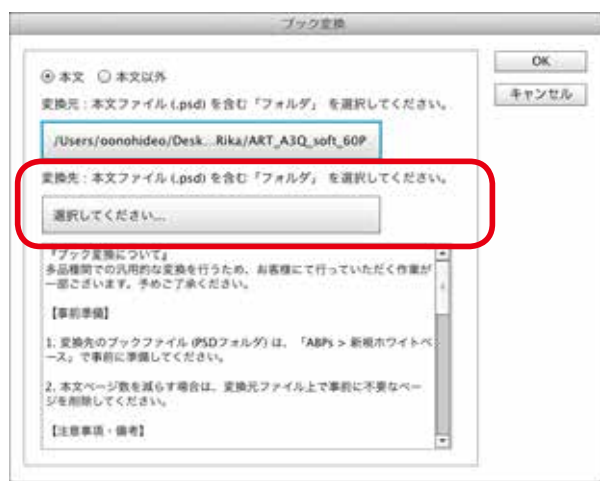 ブック変換
本文 本文以外
OK
キャンセル
変換元：本文ファイル (.psd) を含む「フォルダ」 を選択してください。
/Users/oonohideo/Desk...Rika/ART_A3Q_soft_60P
変換先：本文ファイル (.psd) を含む「フォルダ」 を選択してください。
選択してください...
『ブック変換について』
多品種間での汎用的な変換を行うため、お客様にて行っていただく作業が
一部ございます。予めご了承ください。
【事前準備】
1. 変換先のブックファイル (PSDフォルダ) は、「ABPs > 新規ホワイトベ
ース」で事前に準備してください。
2. 本文ページ数を減らす場合は、変換元ファイル上で事前に不要なペー
ジを削除してください。
【注意事項・備考】